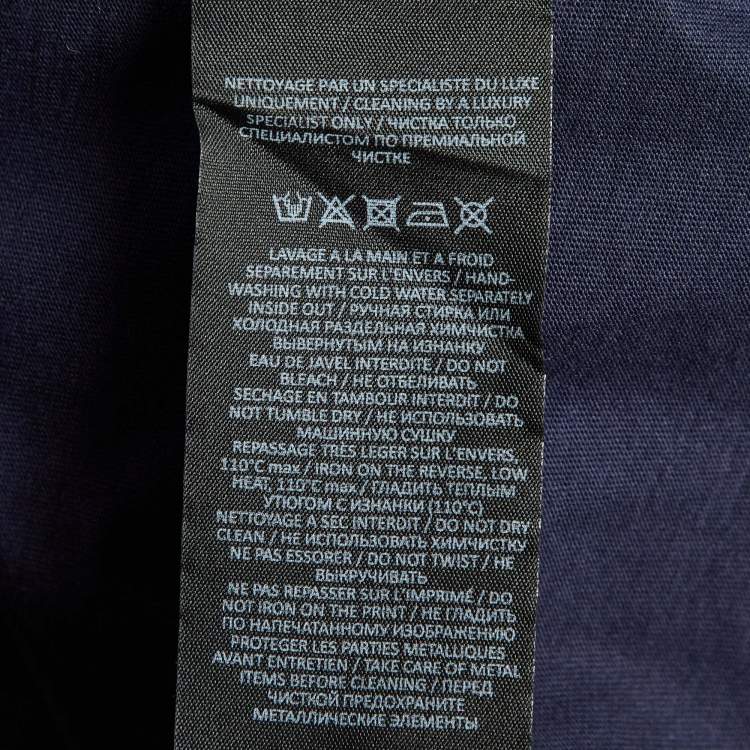 NETTOYAGE PAR UN SPECIALISTE DU LUXE
UNIQUEMENT / CLEANING BY A LUXURY
SPECIALIST ONLY / ЧИСТКА ТОЛЬКО
СПЕЦИАЛИСТОМ ПО ПРЕМИАЛЬНОЙ
ЧИСТКЕ
LAVAGE A LA MAIN ET A FROID
SEPAREMENT SUR L'ENVERS / HAND-
WASHING WITH COLD WATER SEPARATELY
INSIDE OUT / РУЧНАЯ СТИРКА ИЛИ
ХОЛОДНАЯ РАЗДЕЛЬНАЯ ХИМЧИСТКА
ВЫВЕРНУТЫМ НА ИЗНАНКУ
EAU DE JAVEL INTERDITE / DO NOT
BLEACH / НЕ ОТБЕЛИВАТЬ
SECHAGE EN TAMBOUR INTERDIT / DO
NOT TUMBLE DRY / НЕ ИСПОЛЬЗОВАТЬ
МАШИННУЮ СУШКУ
REPASSAGE TRES LEGER SUR L'ENVERS,
110°C max / IRON ON THE REVERSE, LOW
HEAT, 110°C max / ГЛАДИТЬ ТЕПЛЫМ
УТЮГОМ С ИЗНАНКИ (110°С)
NETTOYAGE A SEC INTERDIT / DO NOT DRY
CLEAN / НЕ ИСПОЛЬЗОВАТЬ ХИМЧИСТКУ
NE PAS ESSORER / DO NOT TWIST / НЕ
ВЫКРУЧИВАТЬ
NE PAS REPASSER SUR L'IMPRIMÉ / DO
NOT IRON ON THE PRINT / НЕ ГЛАДИТЬ
ПО НАПЕЧАТАННОМУ ИЗОБРАЖЕНИЮ
PROTEGER LES PARTIES METALLIQUES
AVANT ENTRETIEN / TAKE CARE OF METAL
ITEMS BEFORE CLEANING / ПЕРЕД
ЧИСТКОЙ ПРЕДОХРАНИТЕ
МЕТАЛЛИЧЕСКИЕ ЭЛЕМЕНТЫ